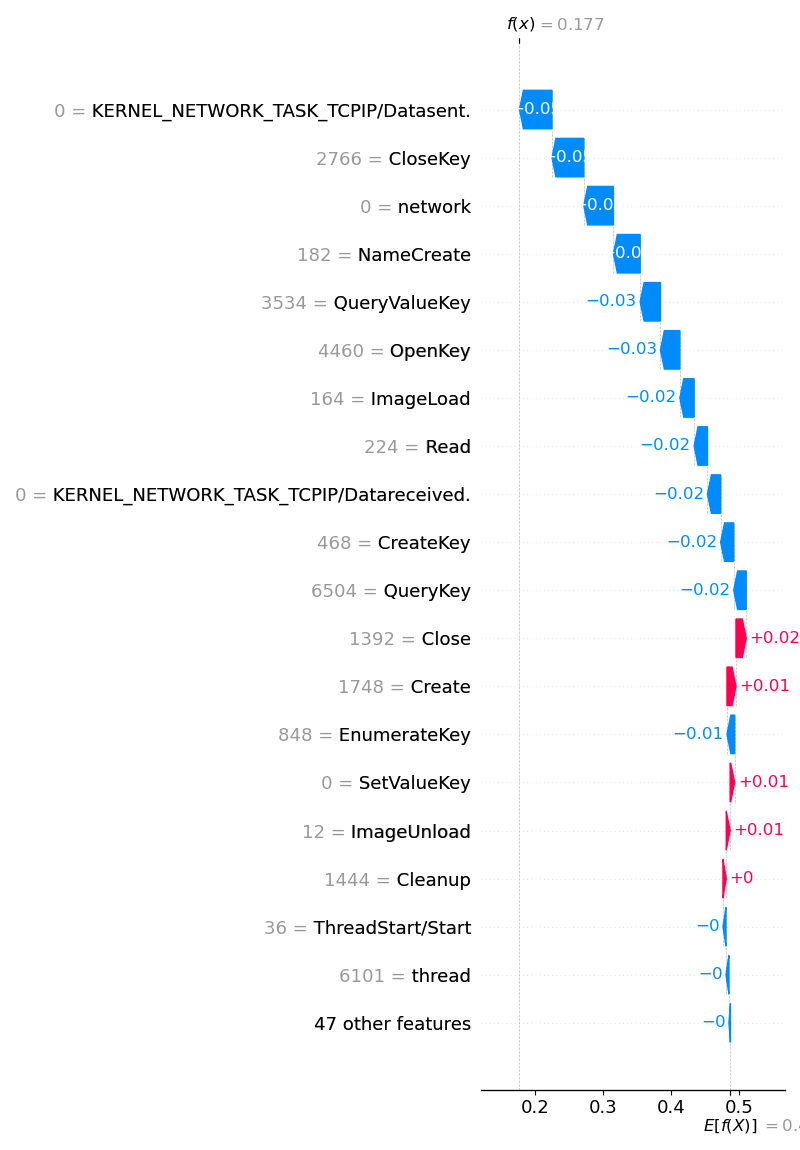 f(x) = 0.177
0 = KERNEL_NETWORK_TASK_TCPIP/Datasent.
2766 = CloseKey
0 = network
182 = NameCreate
3534 = QueryValueKey −0.03
4460 = OpenKey −0.03
164 = ImageLoad −0.02
224 = Read −0.02
0 = KERNEL_NETWORK_TASK_TCPIP/Datareceived. −0.02
468 = CreateKey −0.02
6504 = QueryKey −0.02
1392 = Close +0.02
1748 = Create +0.01
848 = EnumerateKey −0.01
0 = SetValueKey +0.01
12 = ImageUnload +0.01
1444 = Cleanup +0
36 = ThreadStart/Start −0
6101 = thread −0
47 other features −0
0.2 0.3 0.4 0.5
E[f(X)] =